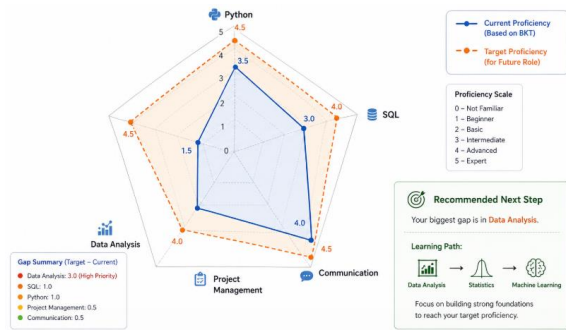 Python
5
4.5
4
3.5
3
2
1
0
1.5
3.0
4.0
SQL
4.5
4.0
4.0
4.5
Data Analysis
Project
Management
Communication
Current Proficiency
(Based on BKT)
Target Proficiency
(for Future Role)
Proficiency Scale
0 – Not Familiar
1 – Beginner
2 – Basic
3 – Intermediate
4 – Advanced
5 – Expert
Recommended Next Step
Your biggest gap is in Data Analysis.
Learning Path:
Data Analysis
Statistics
Machine Learning
Focus on building strong foundations
to reach your target proficiency.
Gap Summary (Target – Current)
Data Analysis: 3.0 (High Priority)
SQL: 1.0
Python: 1.0
Project Management: 0.5
Communication: 0.5